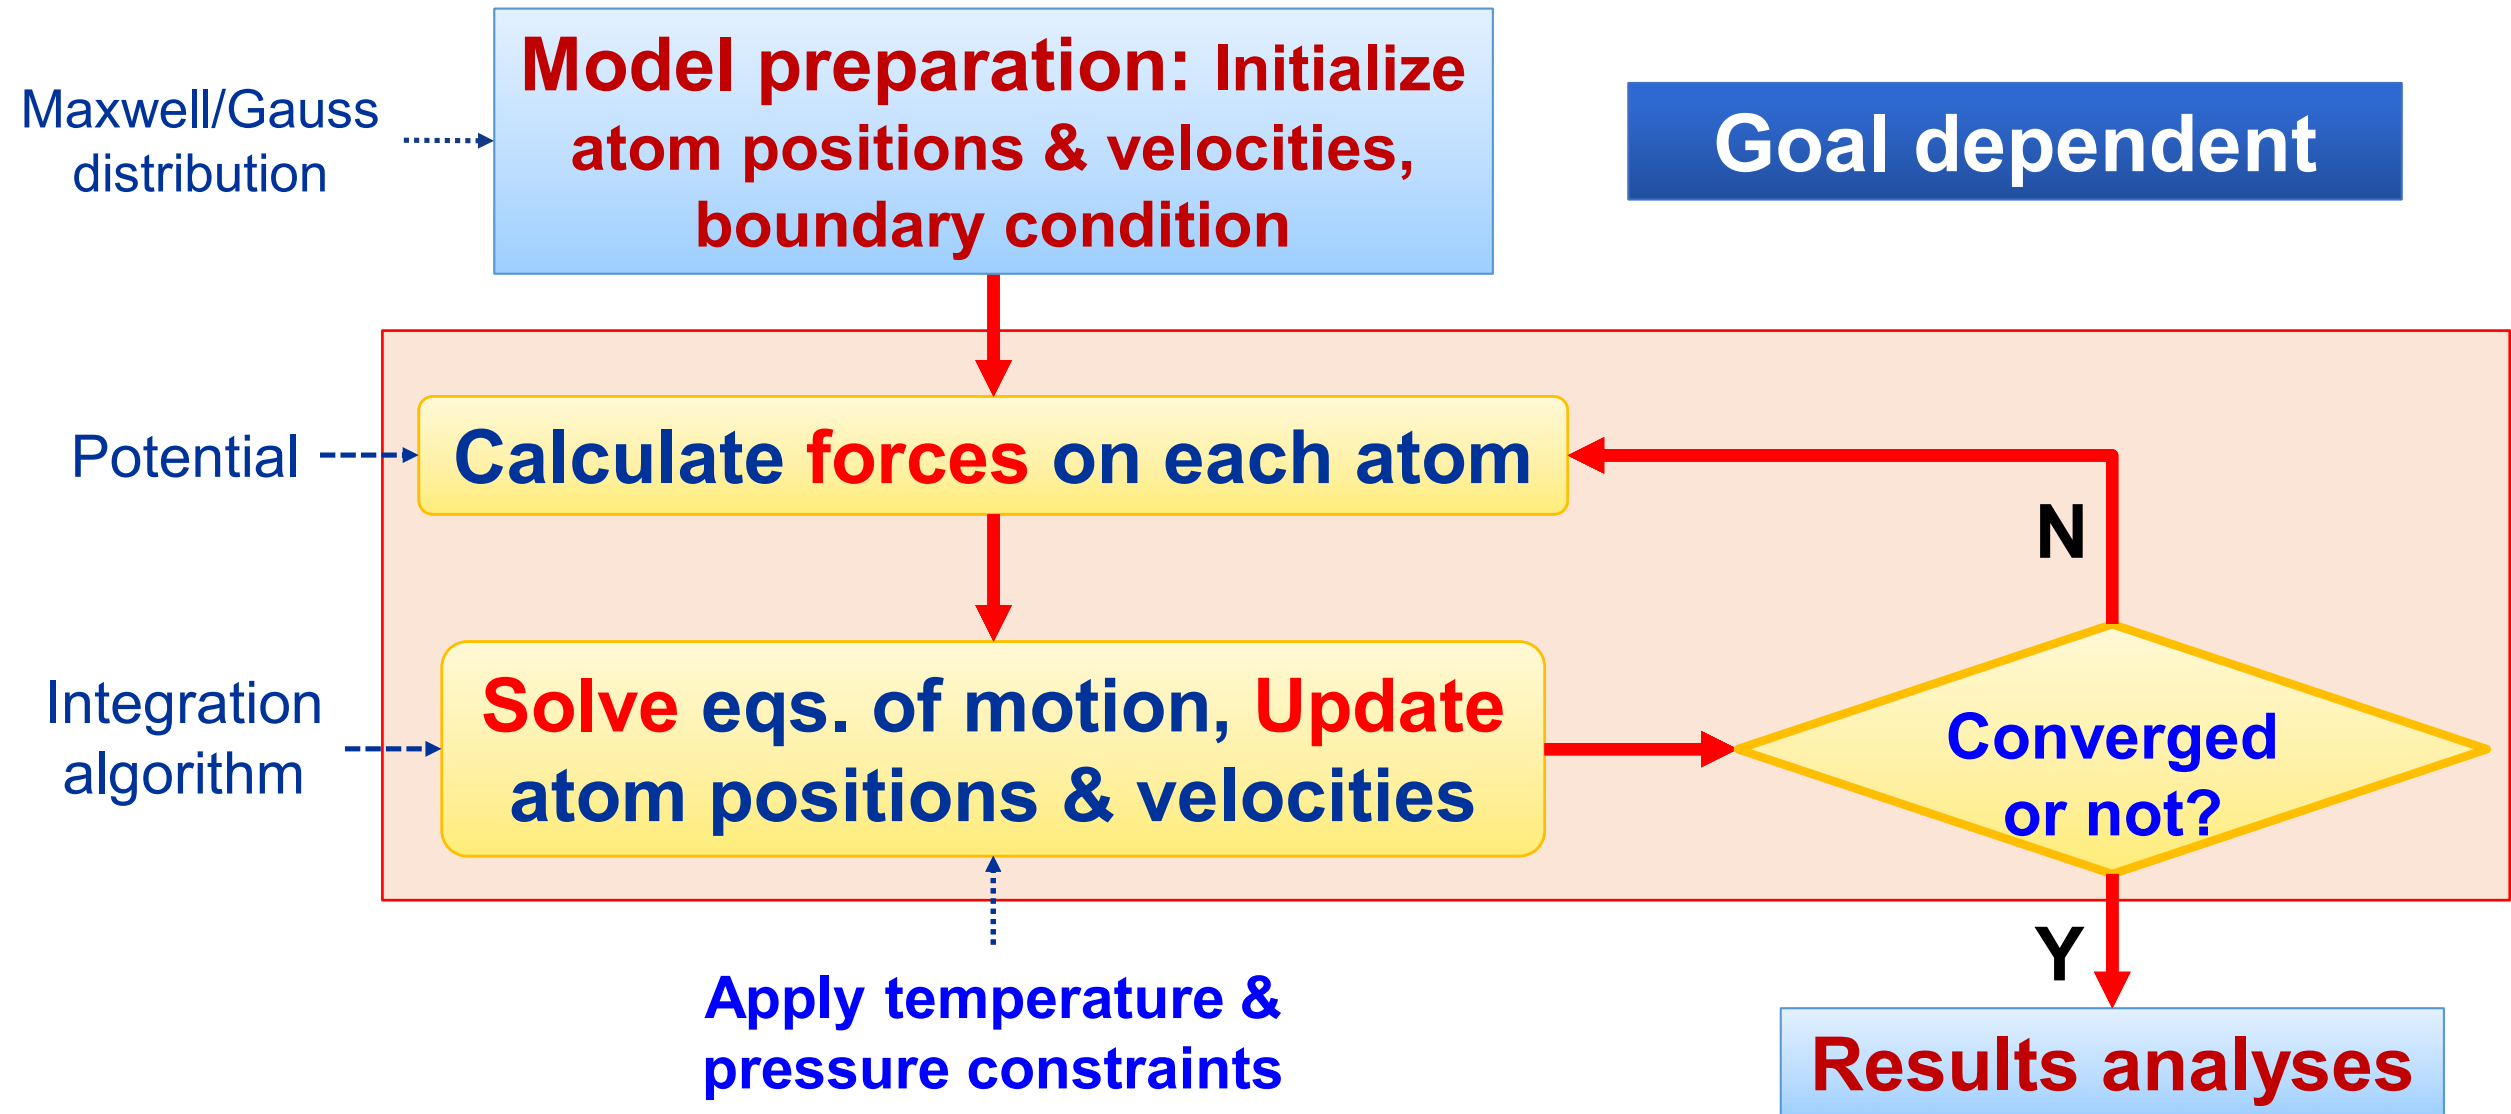 Model preparation: Initialize
atom positions & velocities,
boundary condition
Maxwell/Gauss
distribution
Goal dependent
Potential
Calculate forces on each atom
N
Integration
algorithm
Solve eqs. of motion, Update
atom positions & velocities
Converged
or not?
Y
Apply temperature &
pressure constraints
Results analyses